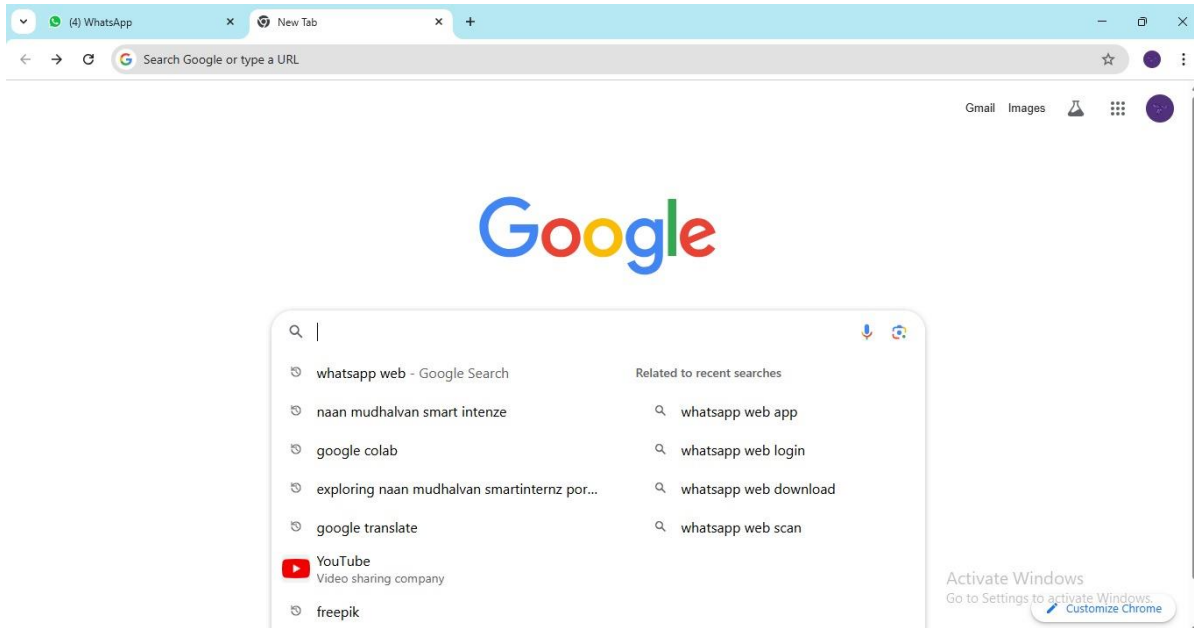 (4) WhatsApp
New Tab
Search Google or type a URL
Gmail Images
Google
whatsapp web - Google Search
naan mudhalvan smart intenze
google colab
exploring naan mudhalvan smartinternz por...
google translate
YouTube
Video sharing company
freepik
Related to recent searches
whatsapp web app
whatsapp web login
whatsapp web download
whatsapp web scan
Activate Windows
Go to Settings to activate Windows.
Customize Chrome